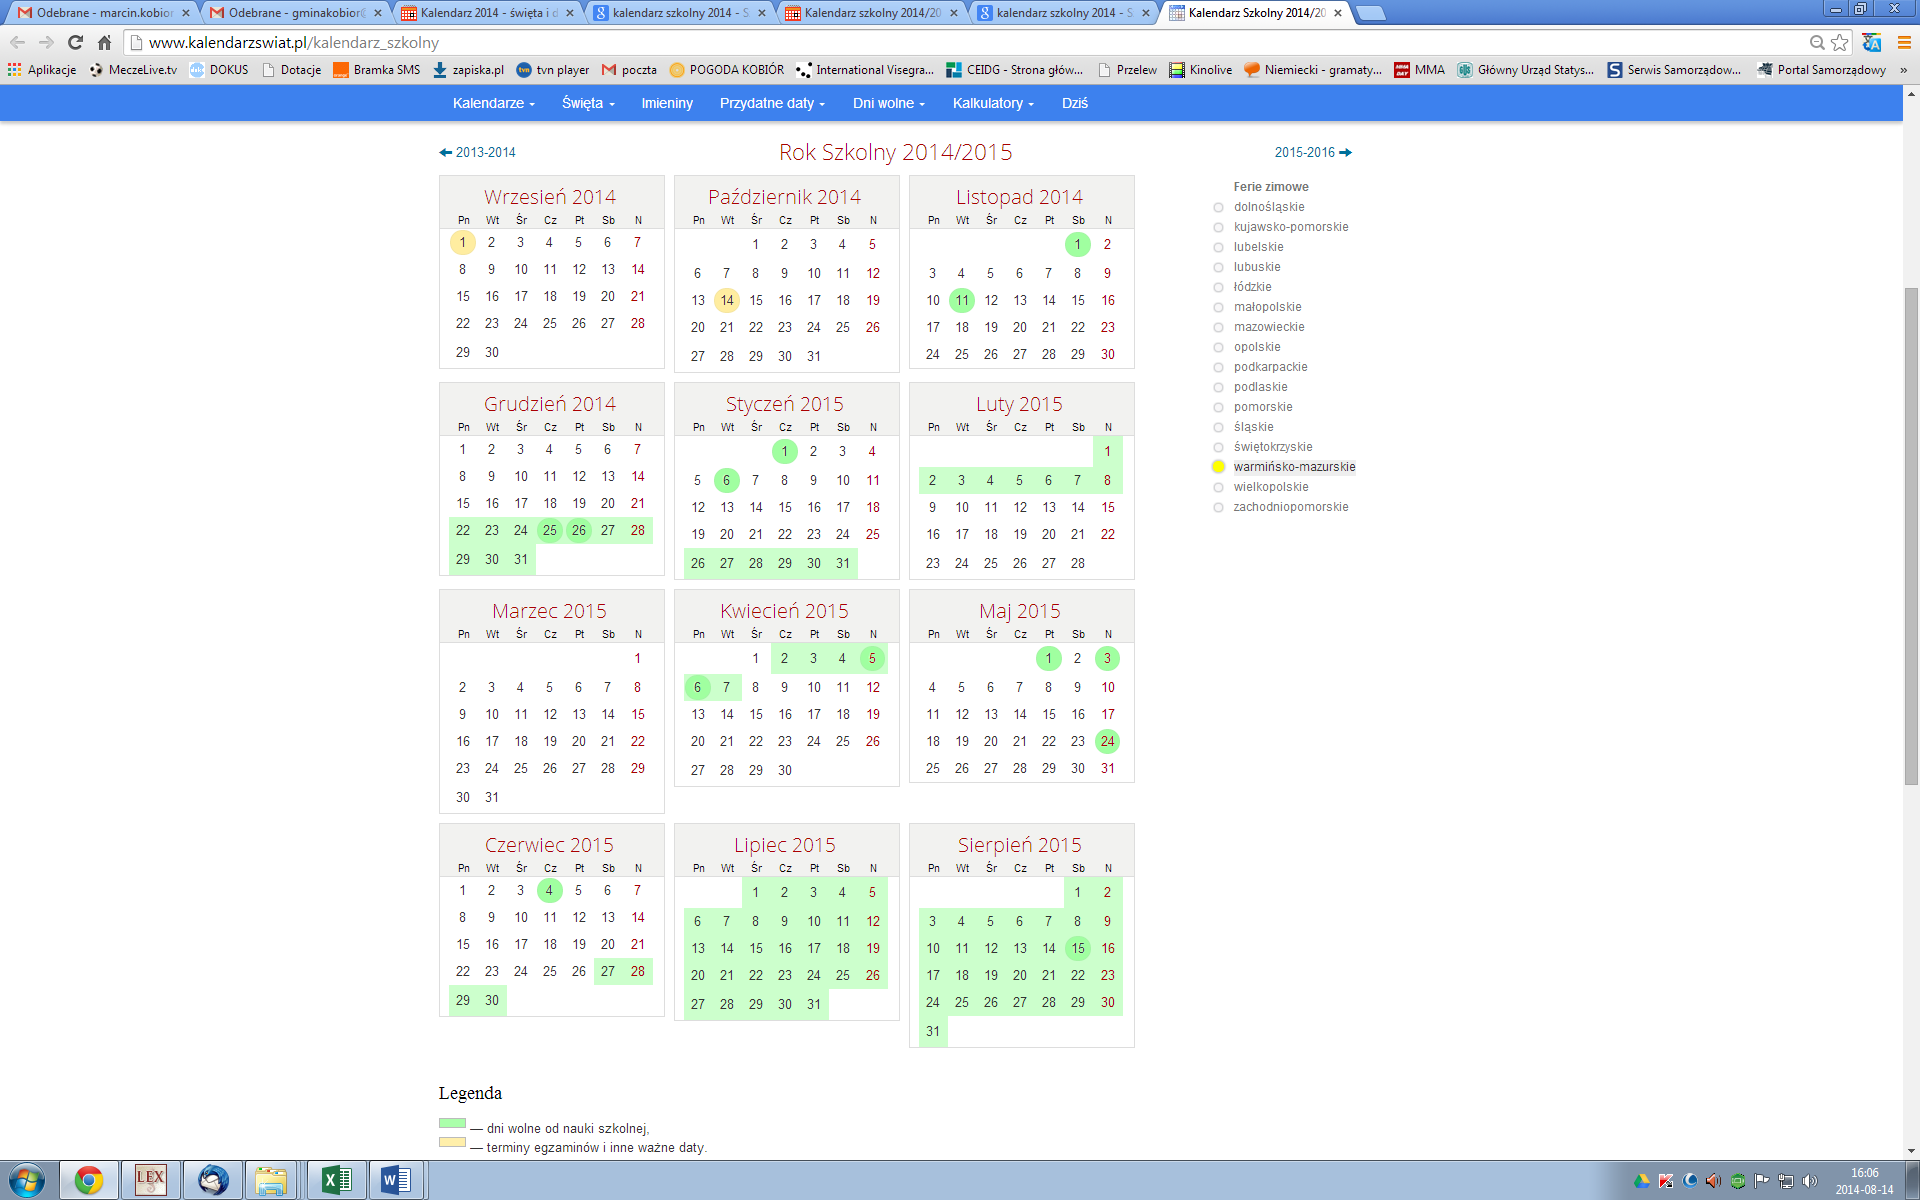 Odebrane - marcin.kobior
Odebrane - gminakobior@
Kalendarz 2014 - święta i d
kalendarz szkolny 2014 - S
Kalendarz szkolny 2014/20
kalendarz szkolny 2014 - S
Kalendarz Szkolny 2014/20
www.kalendarzswiat.pl/kalendarz_szkolny
Aplikacje MeczeLive.tv DOKUS Dotacje Bramka SMS zapiska.pl tvn player poczta POGODA KOBIÓR International Visegra... CEIDG - Strona głów... Przelew Kinolive Niemiecki - gramaty... MMA Główny Urząd Statys... Serwis Samorządow... Portal Samorządowy »
Kalendarze Święta Imieniny Przydatne daty Dni wolne Kalkulatory Dziś
2013-2014 Rok Szkolny 2014/2015 2015-2016
Wrzesień 2014
Pn Wt Śr Cz Pt Sb N
1 2 3 4 5 6 7
8 9 10 11 12 13 14
15 16 17 18 19 20 21
22 23 24 25 26 27 28
29 30
Październik 2014
Pn Wt Śr Cz Pt Sb N
1 2 3 4 5
6 7 8 9 10 11 12
13 14 15 16 17 18 19
20 21 22 23 24 25 26
27 28 29 30 31
Listopad 2014
Pn Wt Śr Cz Pt Sb N
1 2
3 4 5 6 7 8 9
10 11 12 13 14 15 16
17 18 19 20 21 22 23
24 25 26 27 28 29 30
Grudzień 2014
Pn Wt Śr Cz Pt Sb N
1 2 3 4 5 6 7
8 9 10 11 12 13 14
15 16 17 18 19 20 21
22 23 24 25 26 27 28
29 30 31
Styczeń 2015
Pn Wt Śr Cz Pt Sb N
1 2 3 4
5 6 7 8 9 10 11
12 13 14 15 16 17 18
19 20 21 22 23 24 25
26 27 28 29 30 31
Luty 2015
Pn Wt Śr Cz Pt Sb N
1
2 3 4 5 6 7 8
9 10 11 12 13 14 15
16 17 18 19 20 21 22
23 24 25 26 27 28
Marzec 2015
Pn Wt Śr Cz Pt Sb N
1
2 3 4 5 6 7 8
9 10 11 12 13 14 15
16 17 18 19 20 21 22
23 24 25 26 27 28 29
30 31
Kwiecień 2015
Pn Wt Śr Cz Pt Sb N
1 2 3 4 5
6 7 8 9 10 11 12
13 14 15 16 17 18 19
20 21 22 23 24 25 26
27 28 29 30
Maj 2015
Pn Wt Śr Cz Pt Sb N
1 2 3
4 5 6 7 8 9 10
11 12 13 14 15 16 17
18 19 20 21 22 23 24
25 26 27 28 29 30 31
Czerwiec 2015
Pn Wt Śr Cz Pt Sb N
1 2 3 4 5 6 7
8 9 10 11 12 13 14
15 16 17 18 19 20 21
22 23 24 25 26 27 28
29 30
Lipiec 2015
Pn Wt Śr Cz Pt Sb N
1 2 3 4 5
6 7 8 9 10 11 12
13 14 15 16 17 18 19
20 21 22 23 24 25 26
27 28 29 30 31
Sierpień 2015
Pn Wt Śr Cz Pt Sb N
1 2
3 4 5 6 7 8 9
10 11 12 13 14 15 16
17 18 19 20 21 22 23
24 25 26 27 28 29 30
31
Ferie zimowe
dolnośląskie
kujawsko-pomorskie
lubelskie
lubuskie
łódzkie
małopolskie
mazowieckie
opolskie
podkarpackie
podlaskie
pomorskie
śląskie
świętokrzyskie
warmińsko-mazurskie
wielkopolskie
zachodniopomorskie
Legenda
— dni wolne od nauki szkolnej,
— terminy egzaminów i inne ważne daty.
LEX
16:06
2014-08-14